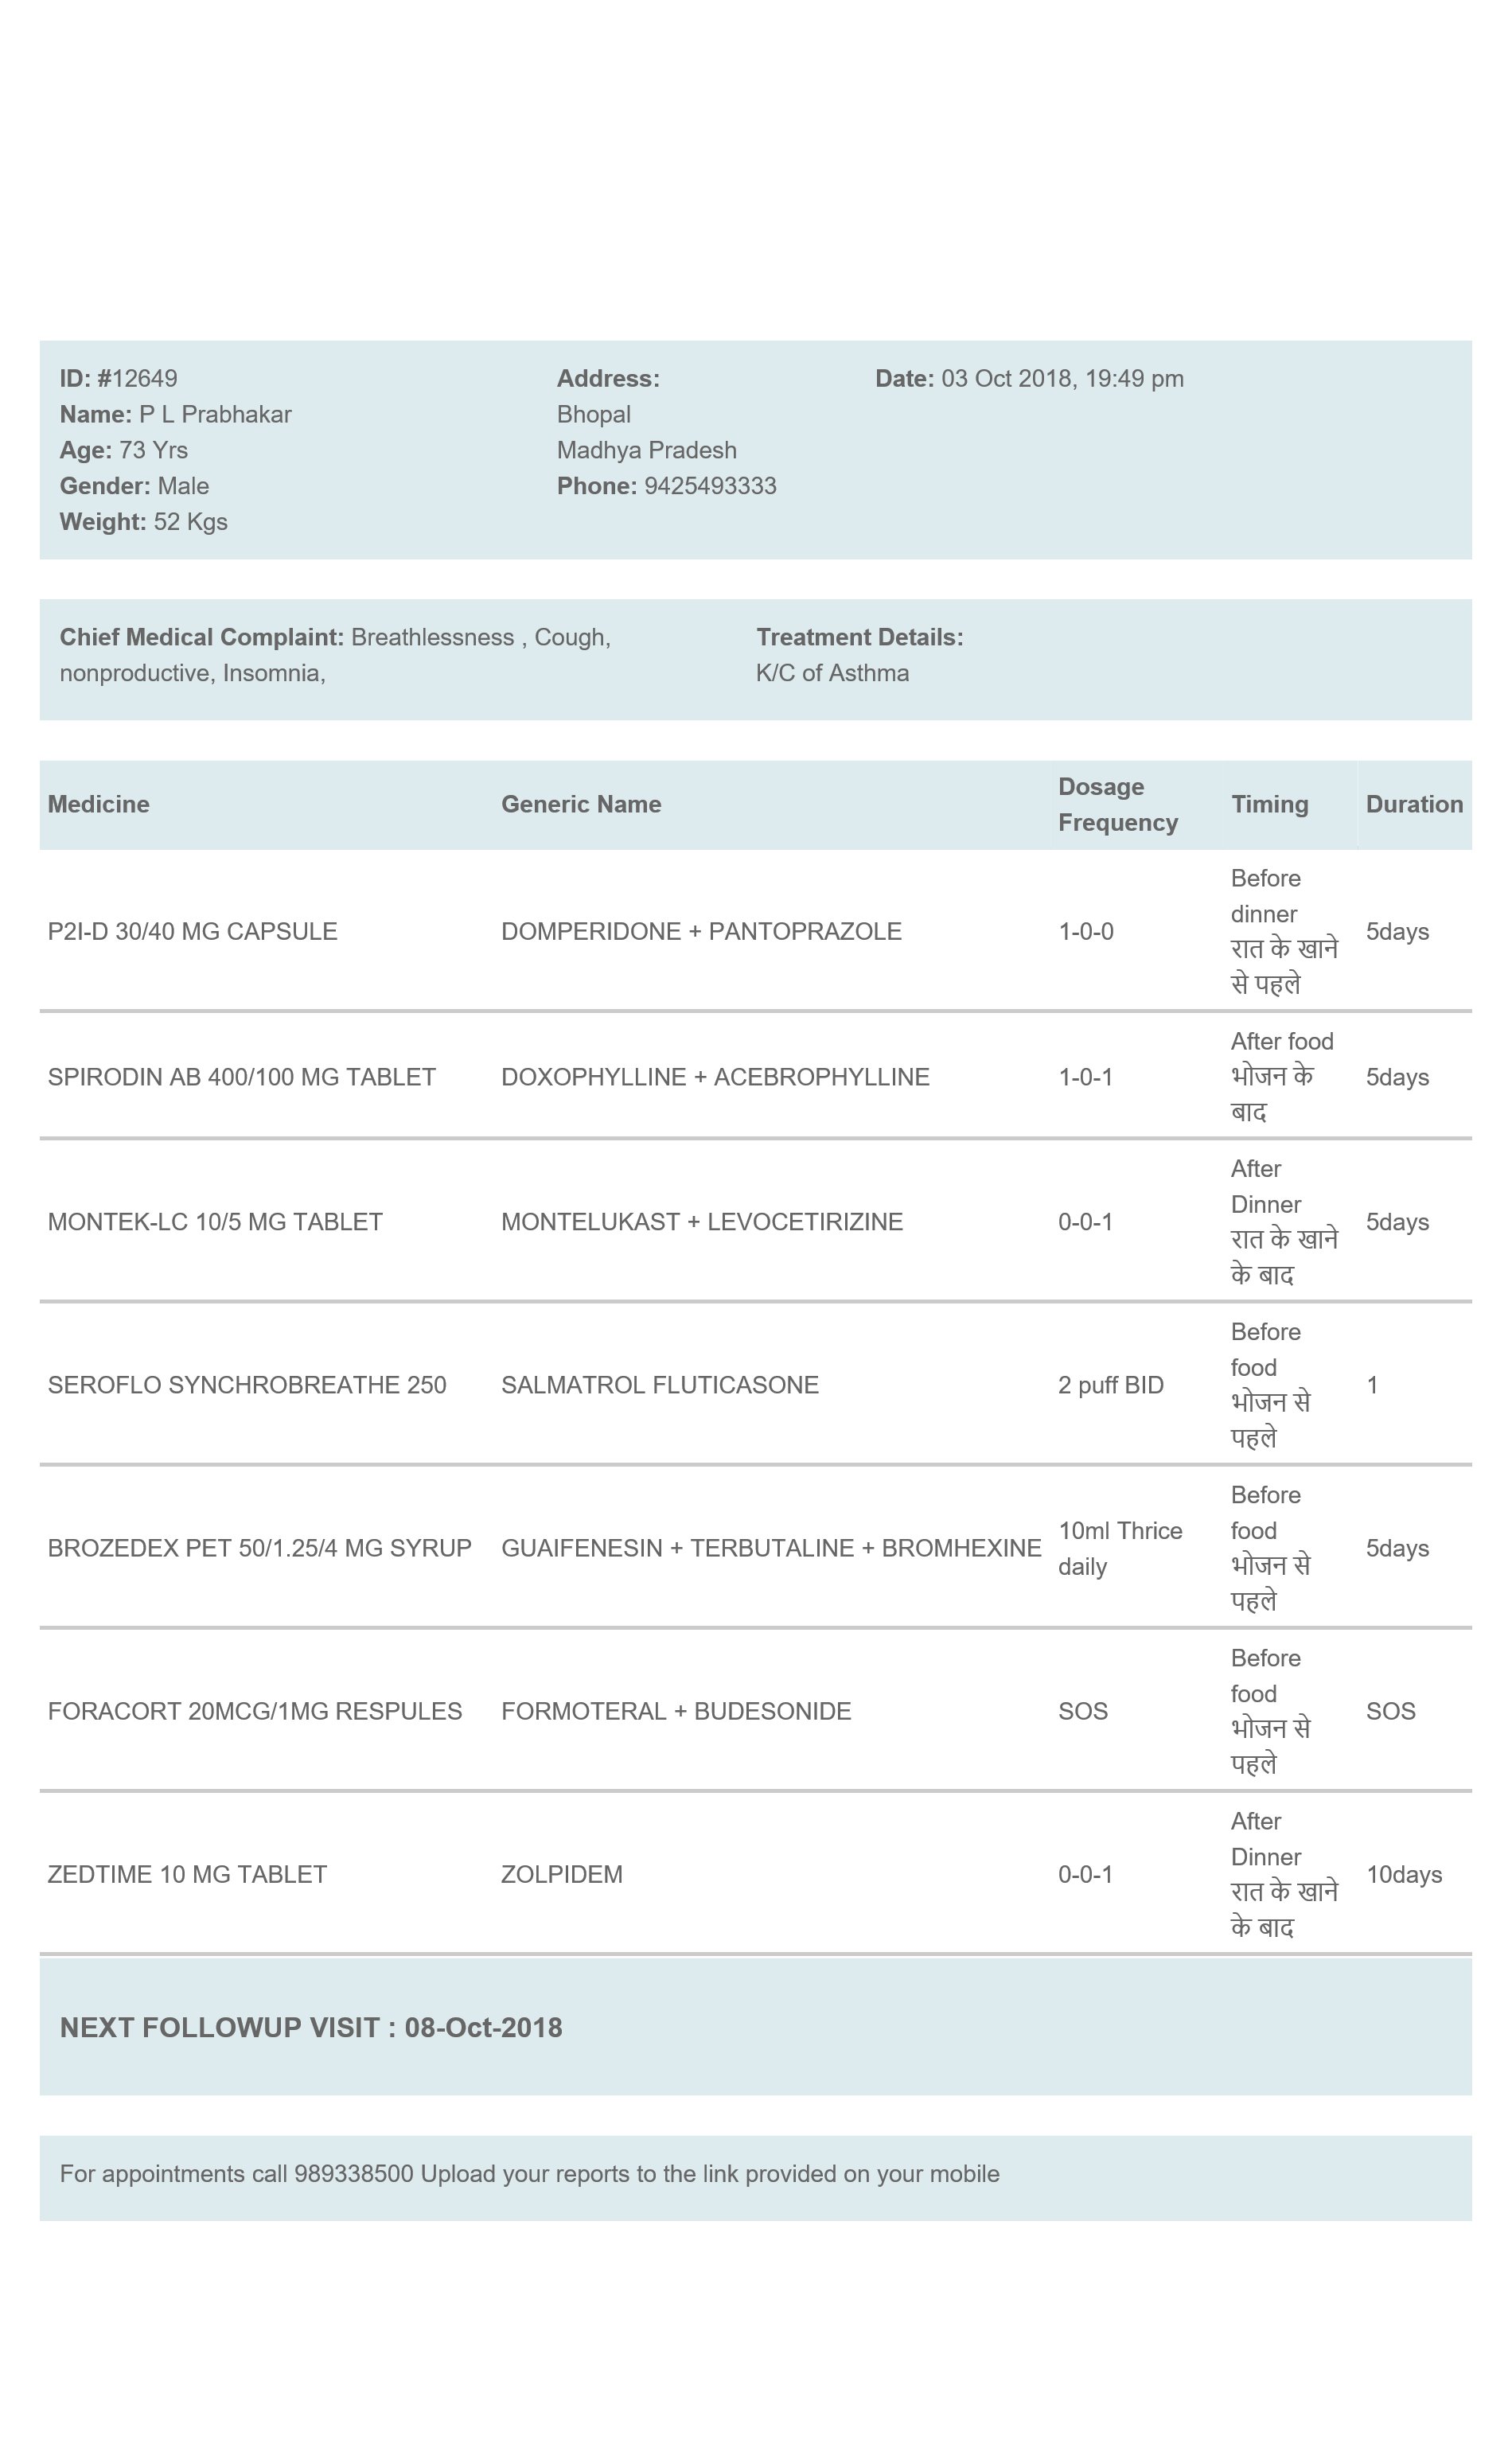 ID: #12649
Name: P L Prabhakar
Age: 73 Yrs
Gender: Male
Weight: 52 Kgs
Address:
Bhopal
Madhya Pradesh
Phone: 9425493333
Date: 03 Oct 2018, 19:49 pm
Chief Medical Complaint: Breathlessness , Cough,
nonproductive, Insomnia,
Treatment Details:
K/C of Asthma
Medicine Generic Name Dosage Frequency Timing Duration
P2I-D 30/40 MG CAPSULE DOMPERIDONE + PANTOPRAZOLE 1-0-0 Before dinner रात के खाने से पहले 5days
SPIRODIN AB 400/100 MG TABLET DOXOPHYLLINE + ACEBROPHYLLINE 1-0-1 After food भोजन के बाद 5days
MONTEK-LC 10/5 MG TABLET MONTELUKAST + LEVOCETIRIZINE 0-0-1 After Dinner रात के खाने के बाद 5days
SEROFLO SYNCHROBREATHE 250 SALMATROL FLUTICASONE 2 puff BID Before food भोजन से पहले 1
BROZEDEX PET 50/1.25/4 MG SYRUP GUAIFENESIN + TERBUTALINE + BROMHEXINE 10ml Thrice daily Before food भोजन से पहले 5days
FORACORT 20MCG/1MG RESPULES FORMOTERAL + BUDESONIDE SOS Before food भोजन से पहले SOS
ZEDTIME 10 MG TABLET ZOLPIDEM 0-0-1 After Dinner रात के खाने के बाद 10days
NEXT FOLLOWUP VISIT : 08-Oct-2018
For appointments call 989338500 Upload your reports to the link provided on your mobile